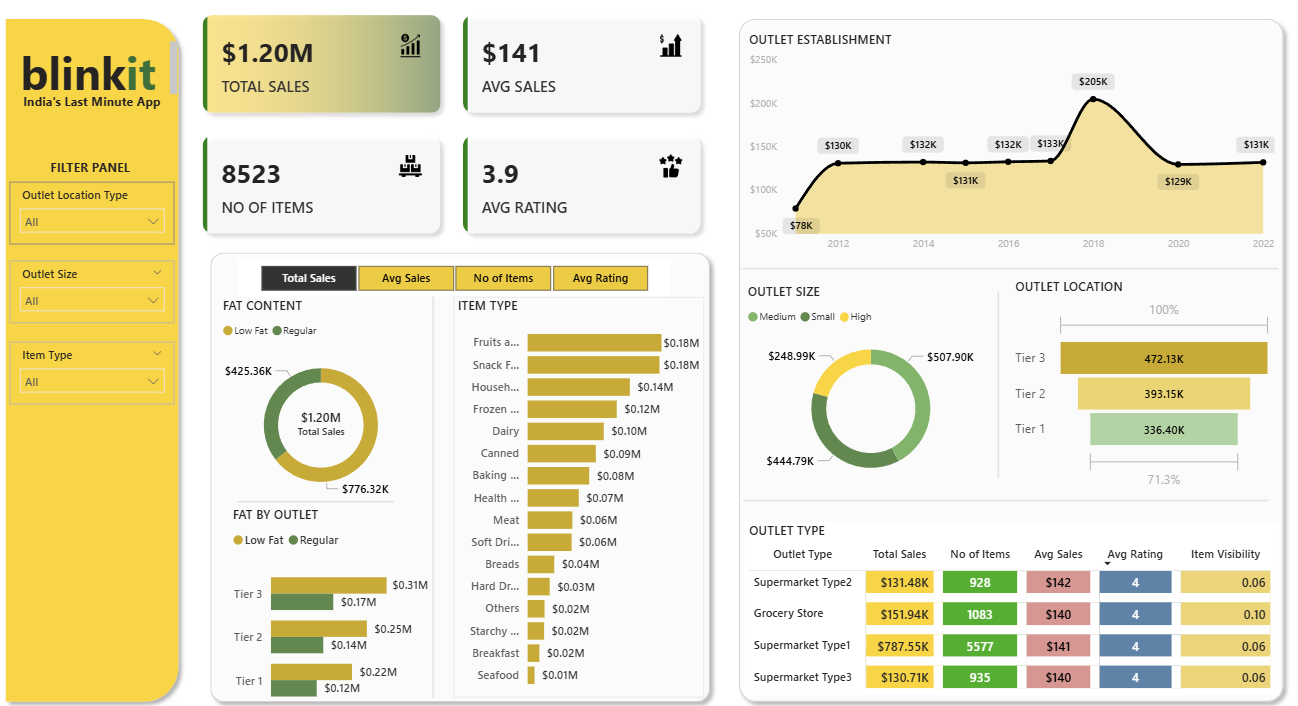 blinkit
India's Last Minute App
FILTER PANEL
Outlet Location Type
All
Outlet Size
All
Item Type
All
$1.20M
TOTAL SALES
$141
AVG SALES
8523
NO OF ITEMS
3.9
AVG RATING
Total Sales Avg Sales No of Items Avg Rating
FAT CONTENT
Low Fat Regular
$425.36K
$1.20M
Total Sales
$776.32K
FAT BY OUTLET
Low Fat Regular
Tier 3 $0.31M
$0.17M
Tier 2 $0.25M
$0.14M
Tier 1 $0.22M
$0.12M
ITEM TYPE
Fruits a... $0.18M
Snack F... $0.18M
Househ... $0.14M
Frozen ... $0.12M
Dairy $0.10M
Canned $0.09M
Baking ... $0.08M
Health ... $0.07M
Meat $0.06M
Soft Dri... $0.06M
Breads $0.04M
Hard Dr... $0.03M
Others $0.02M
Starchy ... $0.02M
Breakfast $0.02M
Seafood $0.01M
OUTLET ESTABLISHMENT
$250K
$200K
$150K
$100K
$50K
$78K $130K $132K $131K $132K $133K $205K $129K $131K
2012 2014 2016 2018 2020 2022
OUTLET SIZE
Medium Small High
$248.99K $507.90K
$444.79K
OUTLET LOCATION
100%
Tier 3 472.13K
Tier 2 393.15K
Tier 1 336.40K
71.3%
OUTLET TYPE
Outlet Type Total Sales No of Items Avg Sales Avg Rating Item Visibility
Supermarket Type2 $131.48K 928 $142 4 0.06
Grocery Store $151.94K 1083 $140 4 0.10
Supermarket Type1 $787.55K 5577 $141 4 0.06
Supermarket Type3 $130.71K 935 $140 4 0.06